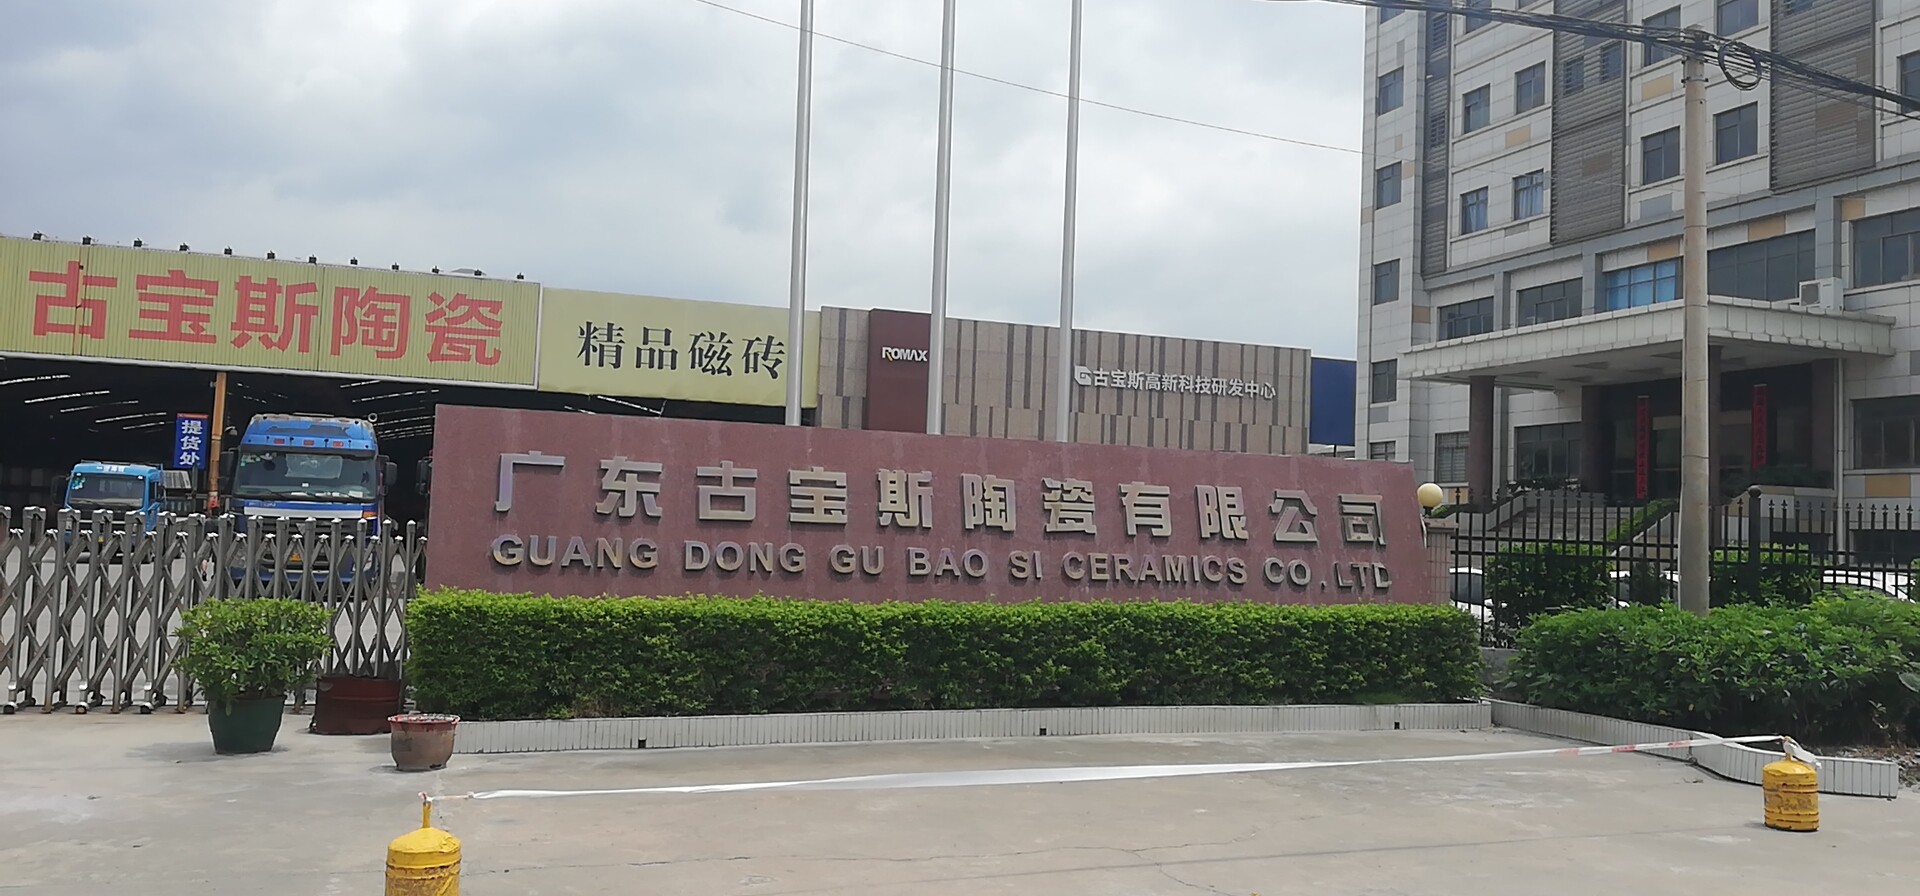 古宝斯陶瓷
精品磁砖
ROMAX
古宝斯高新科技研发中心
提货处
广东古宝斯陶瓷有限公司
GUANG DONG GU BAO SI CERAMICS CO.,LTD